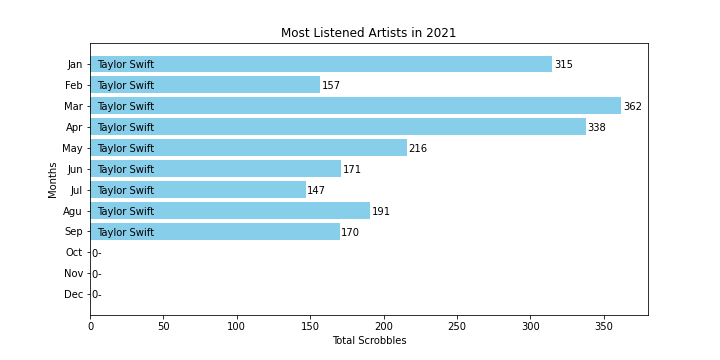 Most Listened Artists in 2021
Jan Taylor Swift 315
Feb Taylor Swift 157
Mar Taylor Swift 362
Apr Taylor Swift 338
May Taylor Swift 216
Jun Taylor Swift 171
Jul Taylor Swift 147
Agu Taylor Swift 191
Sep Taylor Swift 170
Oct 0-
Nov 0-
Dec 0-
Months
0 50 100 150 200 250 300 350
Total Scrobbles